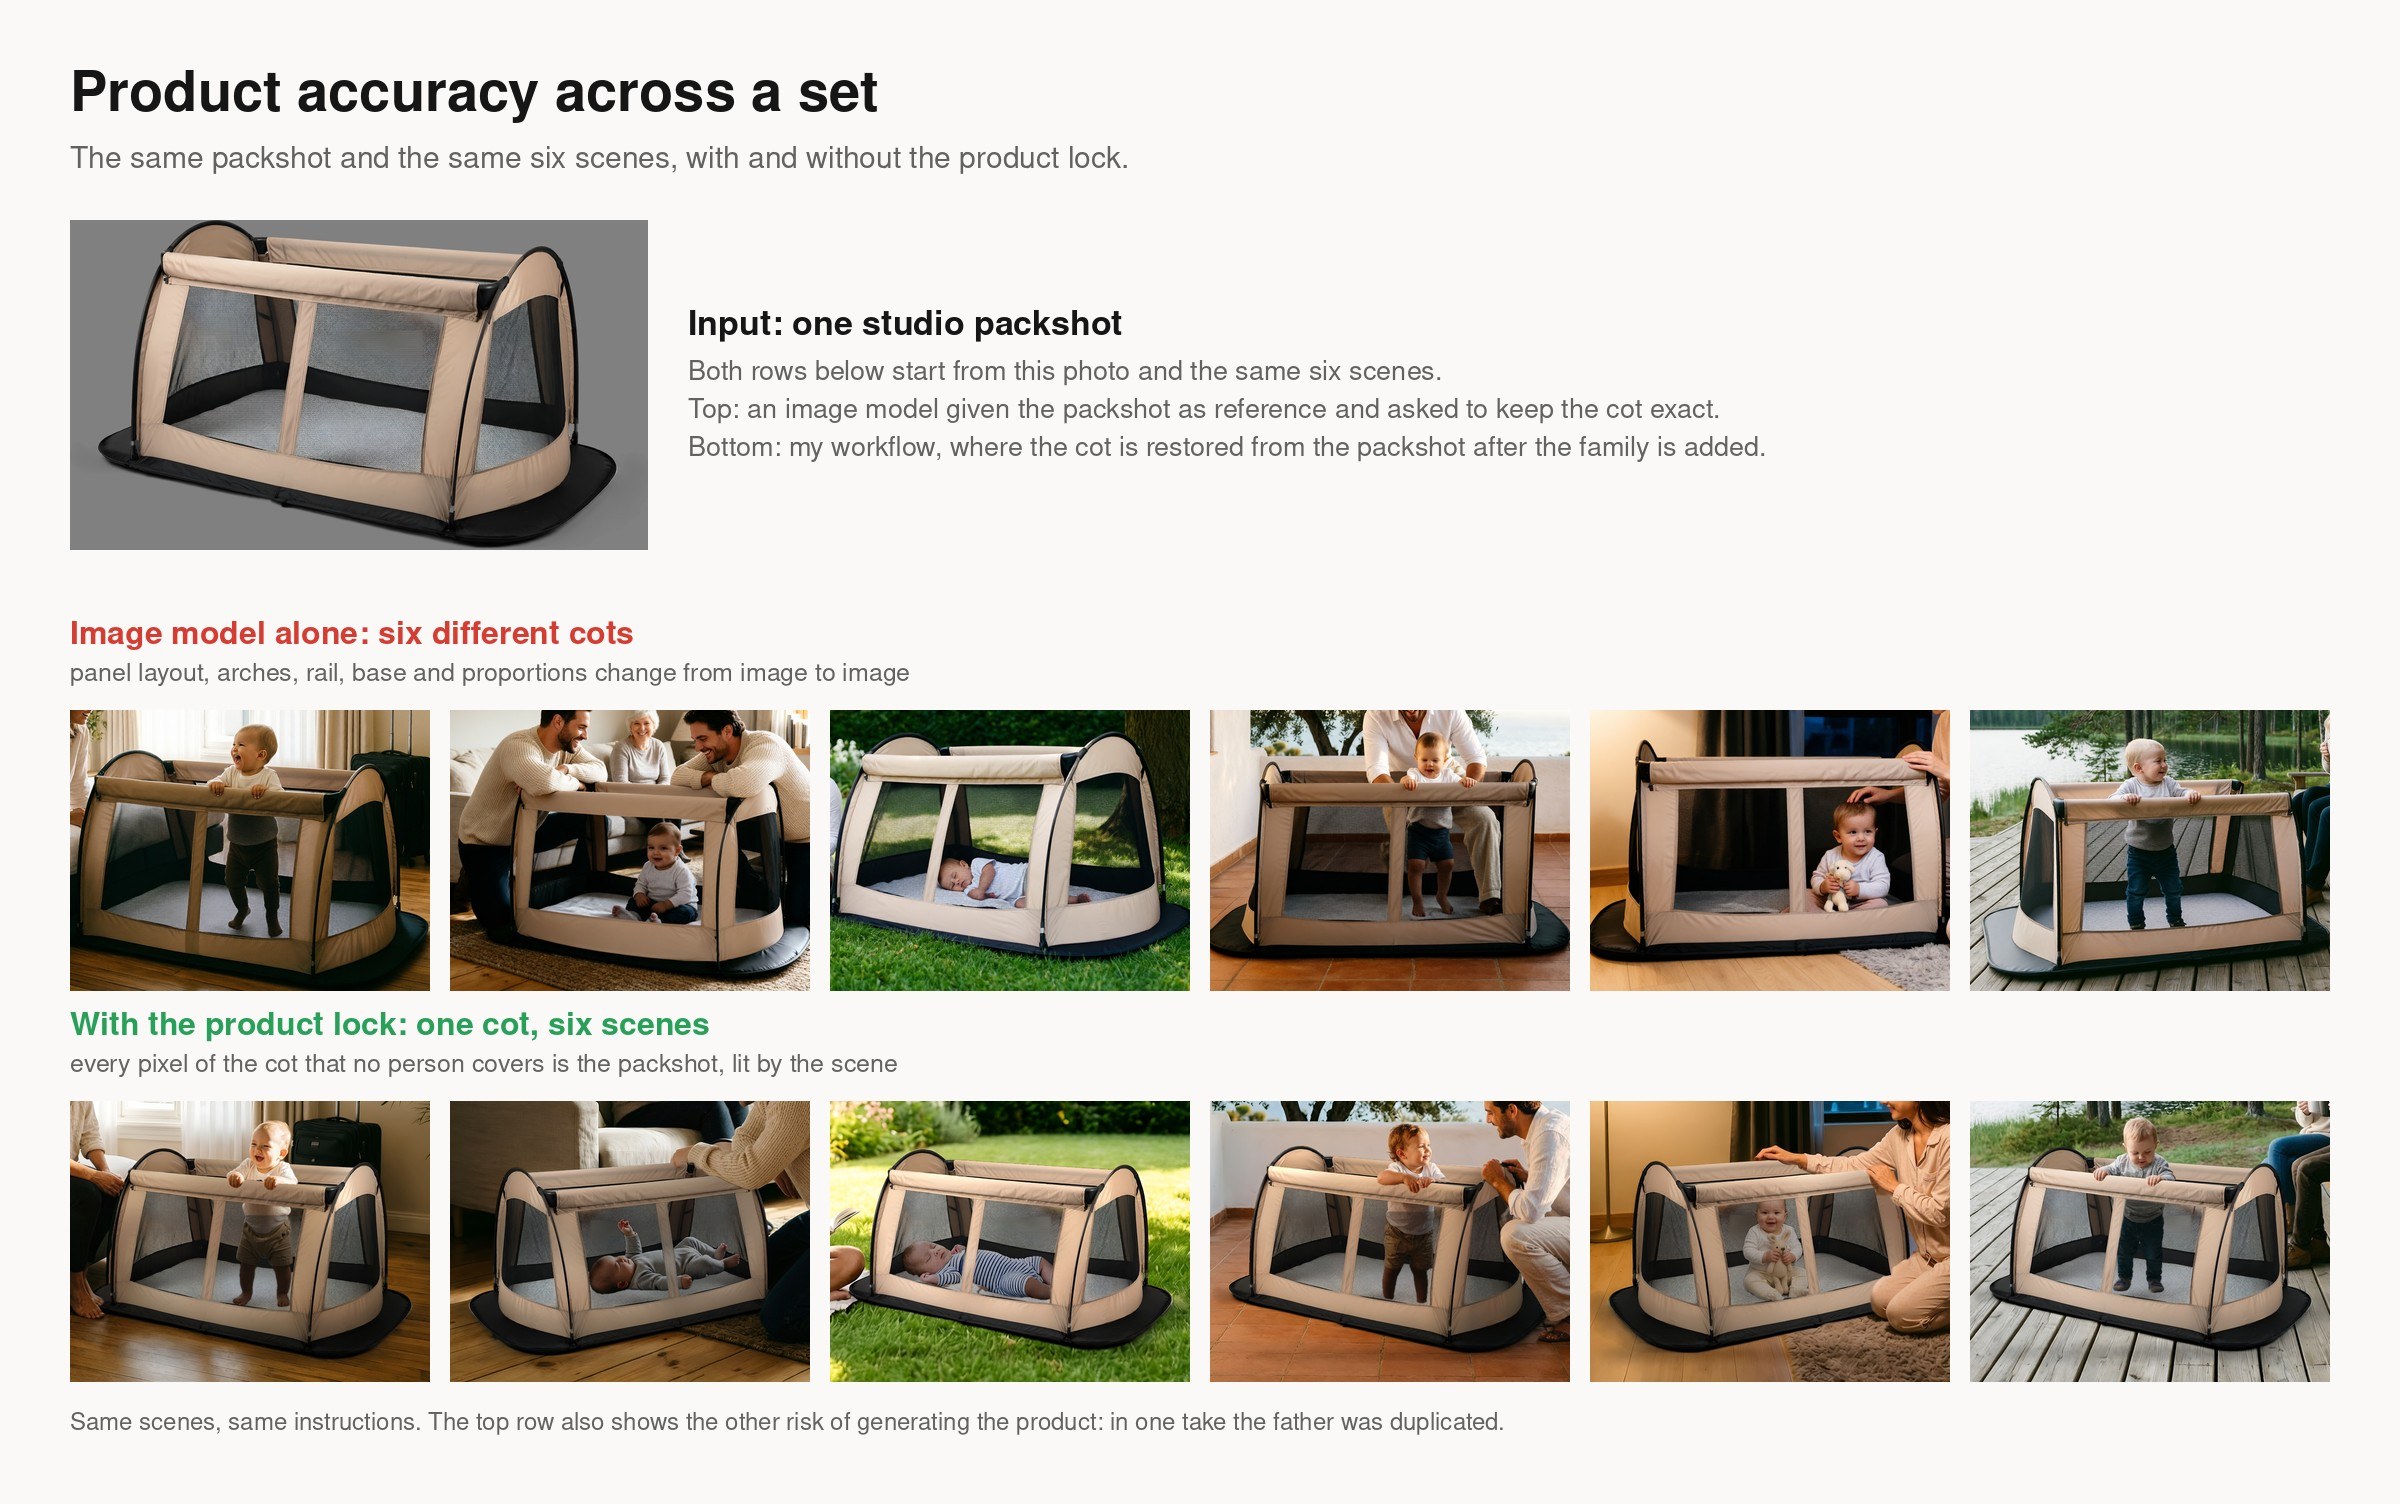 Product accuracy across a set
The same packshot and the same six scenes, with and without the product lock.
Input: one studio packshot
Both rows below start from this photo and the same six scenes.
Top: an image model given the packshot as reference and asked to keep the cot exact.
Bottom: my workflow, where the cot is restored from the packshot after the family is added.
Image model alone: six different cots
panel layout, arches, rail, base and proportions change from image to image
With the product lock: one cot, six scenes
every pixel of the cot that no person covers is the packshot, lit by the scene
Same scenes, same instructions. The top row also shows the other risk of generating the product: in one take the father was duplicated.